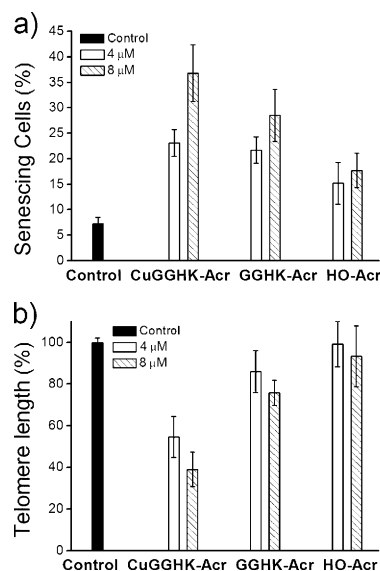 a)
Senescing Cells (%)
45
40
35
30
25
20
15
10
5
0
Control
4 μM
8 μM
Control CuGGHK-Acr GGHK-Acr HO-Acr
b)
Telomere length (%)
100
80
60
40
20
0
Control
4 μM
8 μM
Control CuGGHK-Acr GGHK-Acr HO-Acr